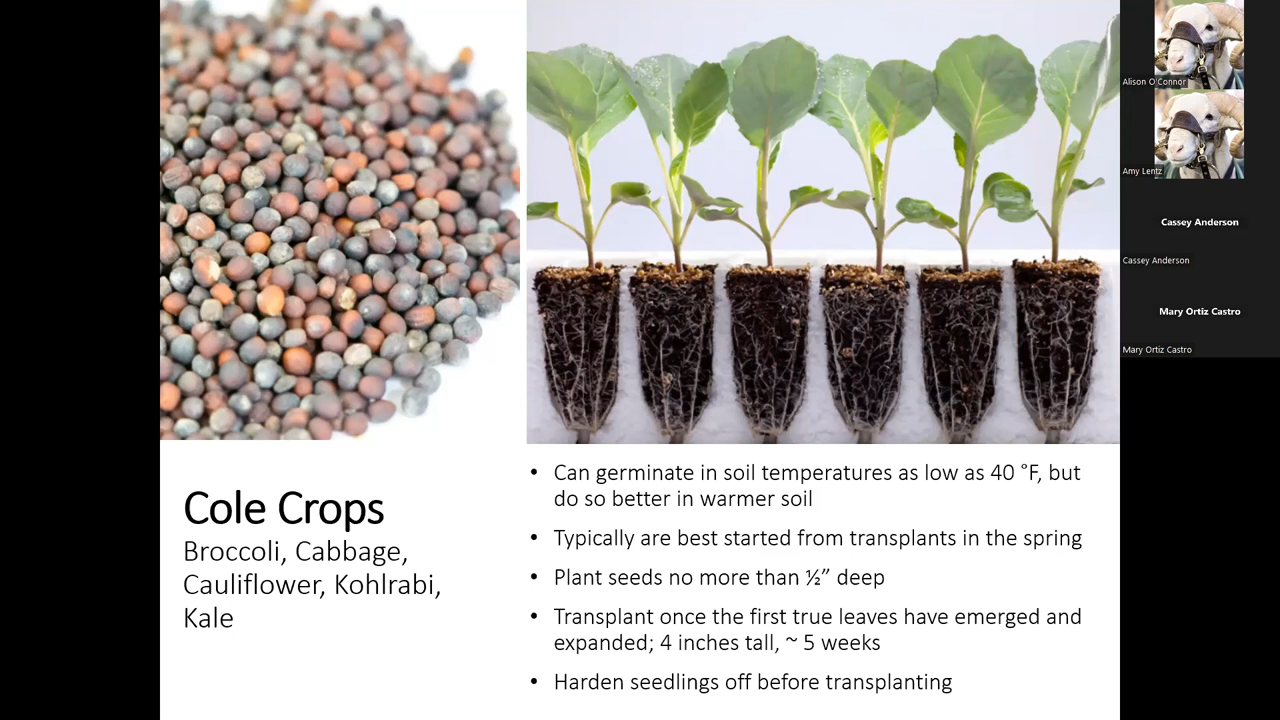 Cole Crops
Broccoli, Cabbage,
Cauliflower, Kohlrabi,
Kale
• Can germinate in soil temperatures as low as 40 °F, but
do so better in warmer soil
• Typically are best started from transplants in the spring
• Plant seeds no more than ½” deep
• Transplant once the first true leaves have emerged and
expanded; 4 inches tall, ~ 5 weeks
• Harden seedlings off before transplanting
Alison O'Connor
Amy Lentz
Cassey Anderson
Cassey Anderson
Mary Ortiz Castro
Mary Ortiz Castro